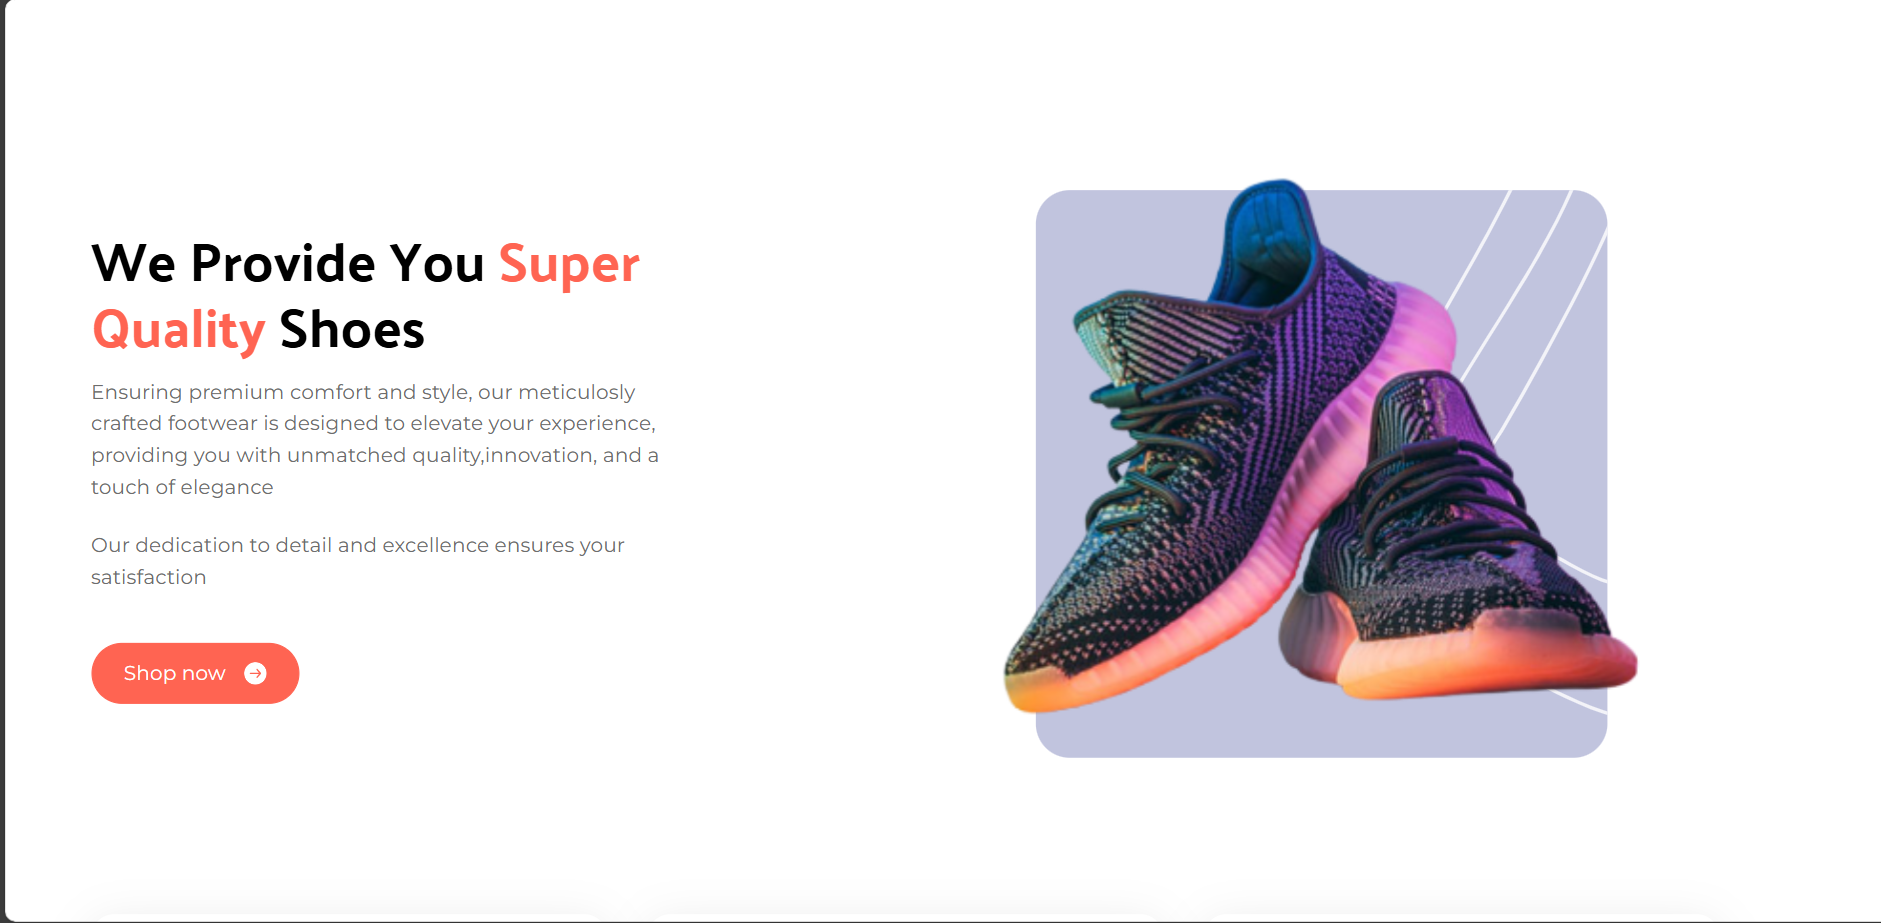 We Provide You Super
Quality Shoes
Ensuring premium comfort and style, our meticulosly
crafted footwear is designed to elevate your experience,
providing you with unmatched quality,innovation, and a
touch of elegance
Our dedication to detail and excellence ensures your
satisfaction
Shop now